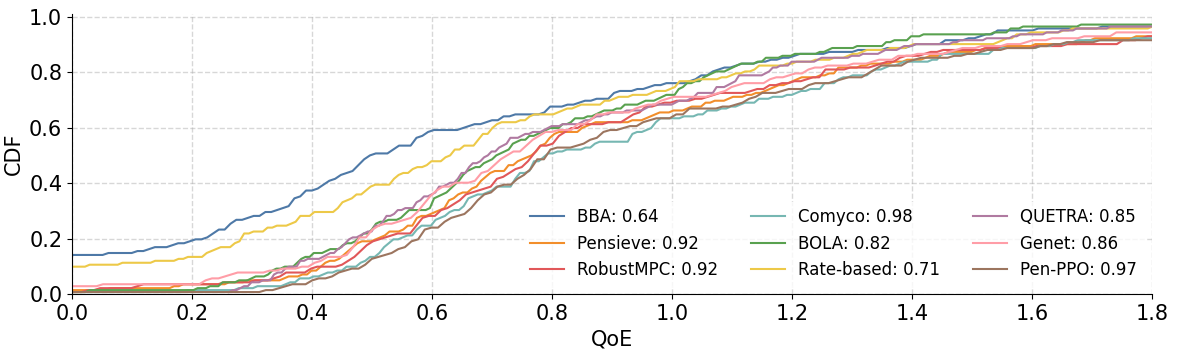 1.0
0.8
0.6
0.4
0.2
0.0
CDF
BBA: 0.64
Pensieve: 0.92
RobustMPC: 0.92
Comyco: 0.98
BOLA: 0.82
Rate-based: 0.71
QUETRA: 0.85
Genet: 0.86
Pen-PPO: 0.97
0.0 0.2 0.4 0.6 0.8 1.0 1.2 1.4 1.6 1.8
QoE